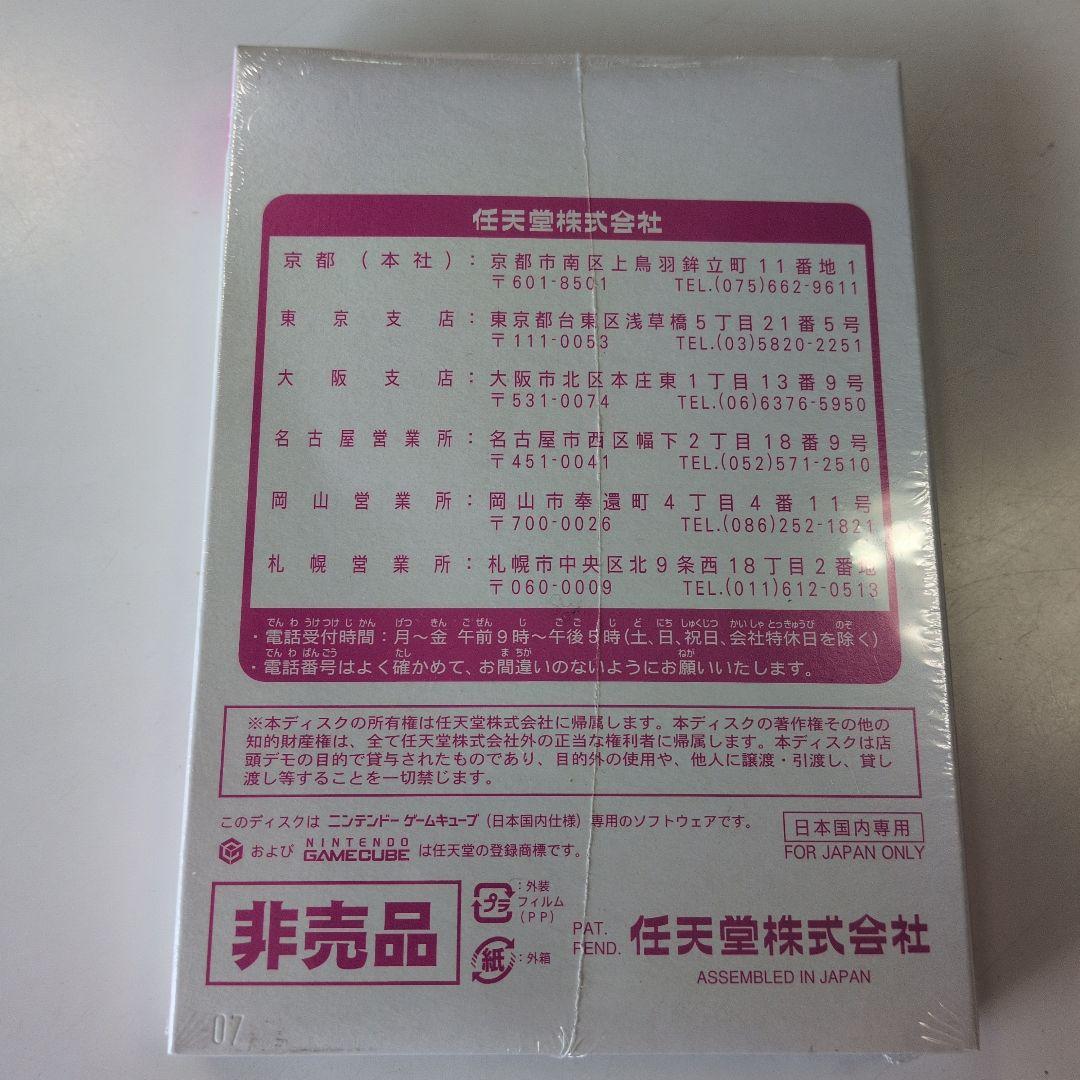 任天堂株式会社
京都(本社): 京都市南区上鳥羽鉾立町11番地1
〒601-8501 TEL.(075)662-9611
東京支店: 東京都台東区浅草橋5丁目21番5号
〒111-0053 TEL.(03)5820-2251
大阪支店: 大阪市北区本庄東1丁目13番9号
〒531-0074 TEL.(06)6376-5950
名古屋営業所: 名古屋市西区幅下2丁目18番9号
〒451-0041 TEL.(052)571-2510
岡山営業所: 岡山市奉還町4丁目4番11号
〒700-0026 TEL.(086)252-1821
札幌営業所: 札幌市中央区北9条西18丁目2番地
〒060-0009 TEL.(011)612-0513
でんわうけつけじかん げつ きん ごぜん じ ごご じ ど にち しゅくじつ かいしゃとっきゅうび のぞ
・電話受付時間:月～金 午前9時～午後5時(土、日、祝日、会社特休日を除く)
でんわばんごう たし まちが ねが
・電話番号はよく確かめて、お間違いのないようにお願いいたします。
※本ディスクの所有権は任天堂株式会社に帰属します。本ディスクの著作権その他の
知的財産権は、全て任天堂株式会社外の正当な権利者に帰属します。本ディスクは店
頭デモの目的で貸与されたものであり、目的外の使用や、他人に譲渡・引渡し、貸し
渡し等することを一切禁じます。
このディスクは ニンテンドーゲームキューブ (日本国内仕様) 専用のソフトウェアです。
および NINTENDO GAMECUBE は任天堂の登録商標です。
日本国内専用
FOR JAPAN ONLY
非売品
プラ :外装
フィルム
(PP)
紙 :外箱
PAT.
PEND.
任天堂株式会社
ASSEMBLED IN JAPAN
07